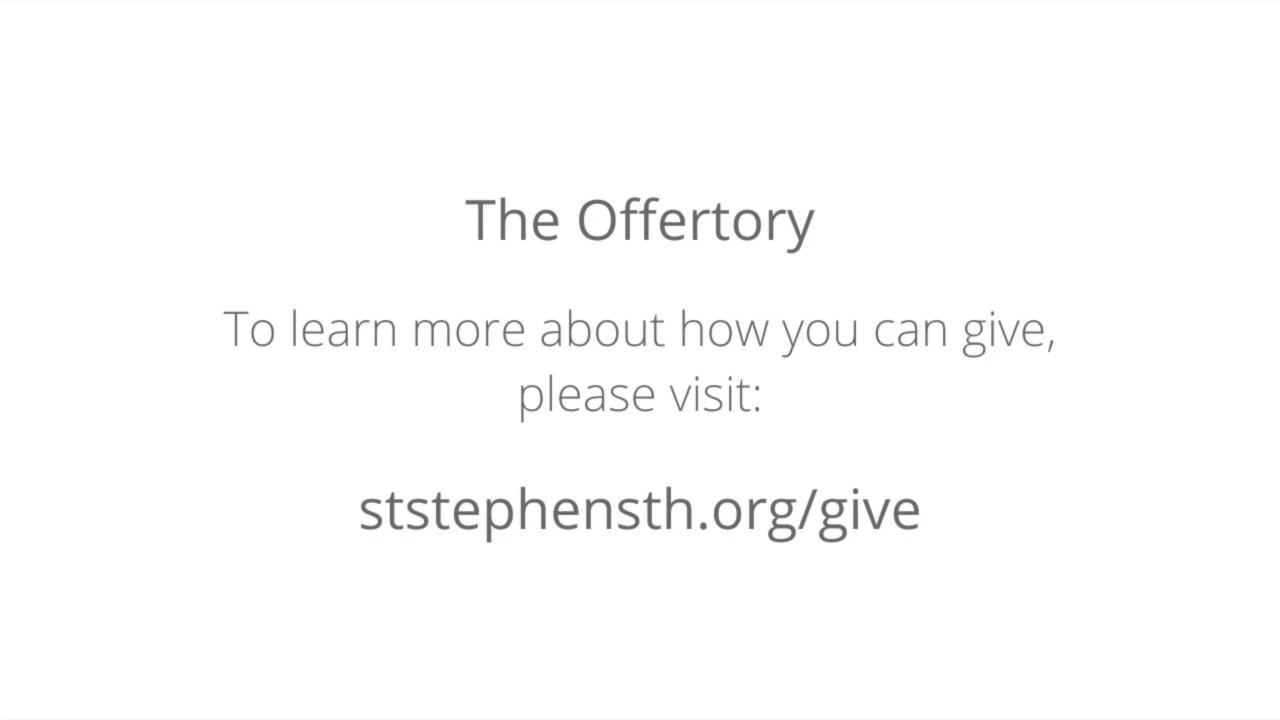 The Offertory
To learn more about how you can give,
please visit:
ststephensth.org/give